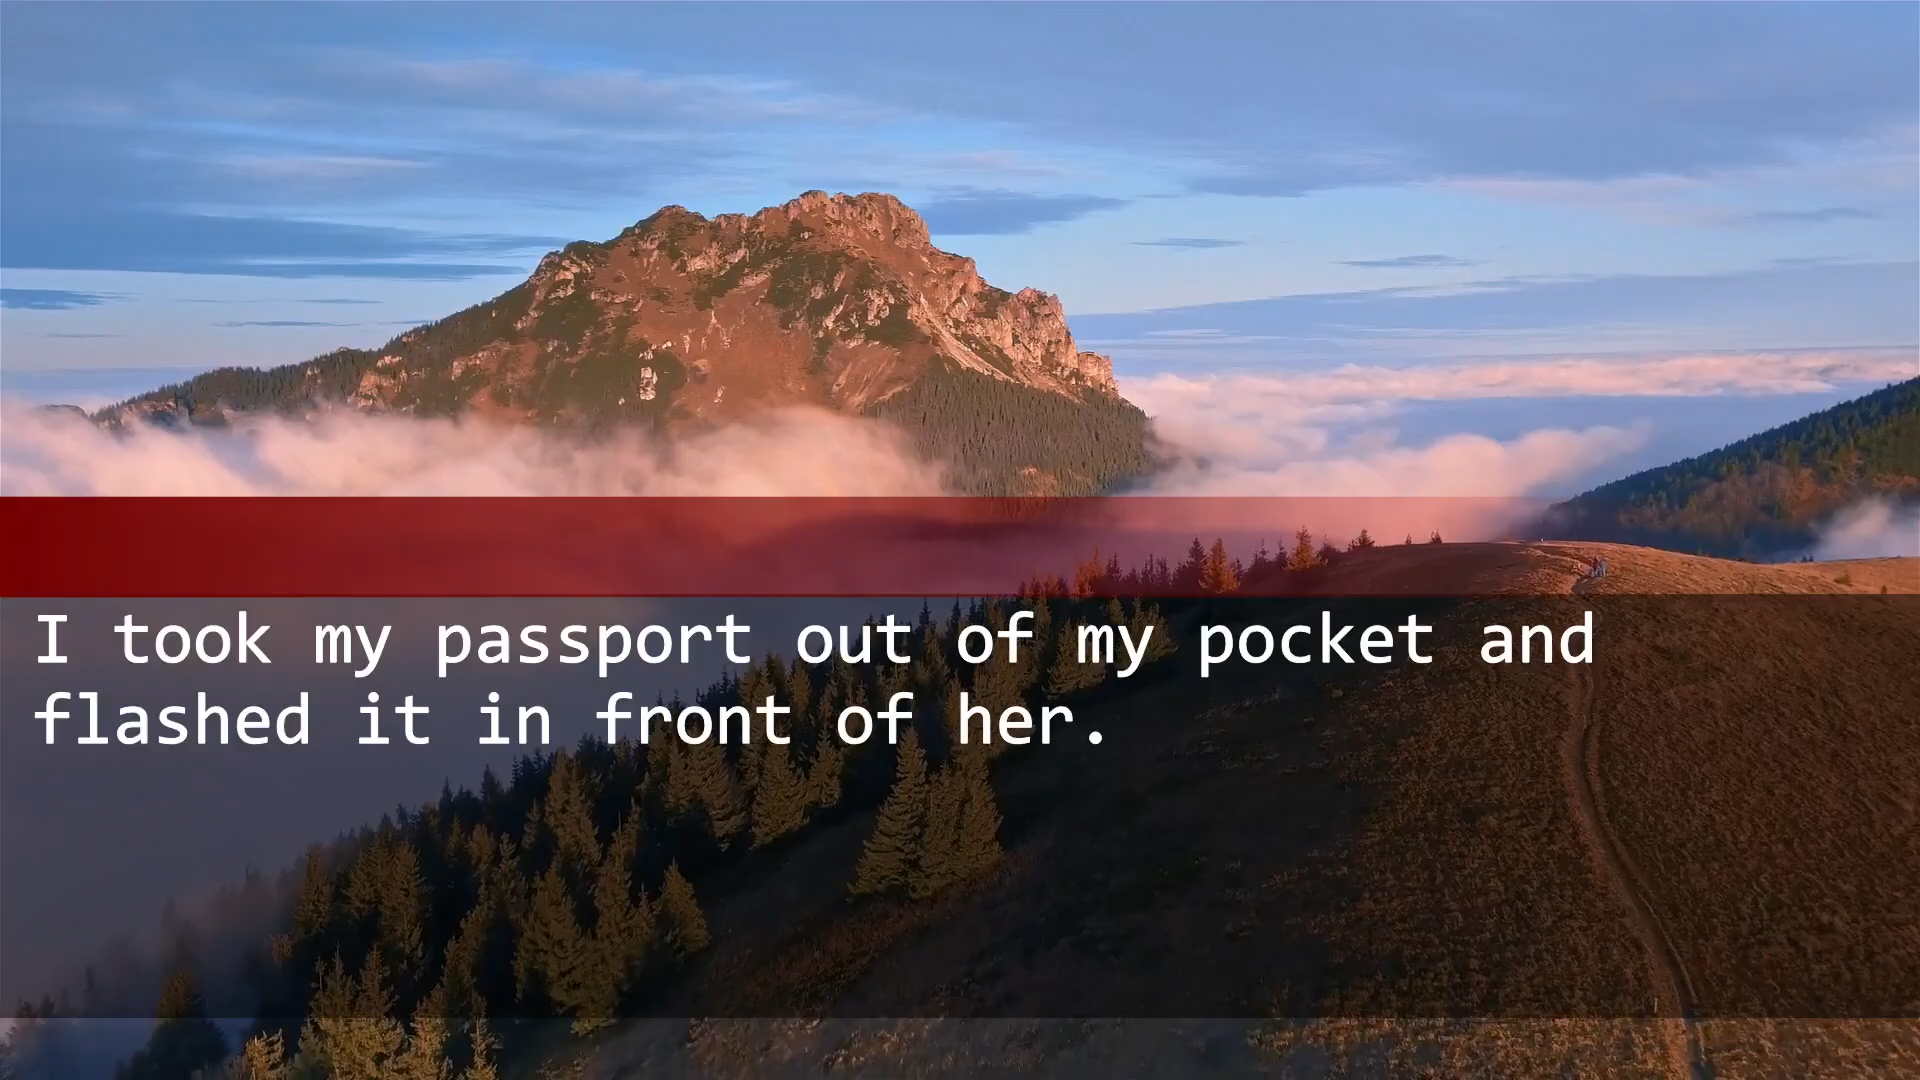 I took my passport out of my pocket and
flashed it in front of her.